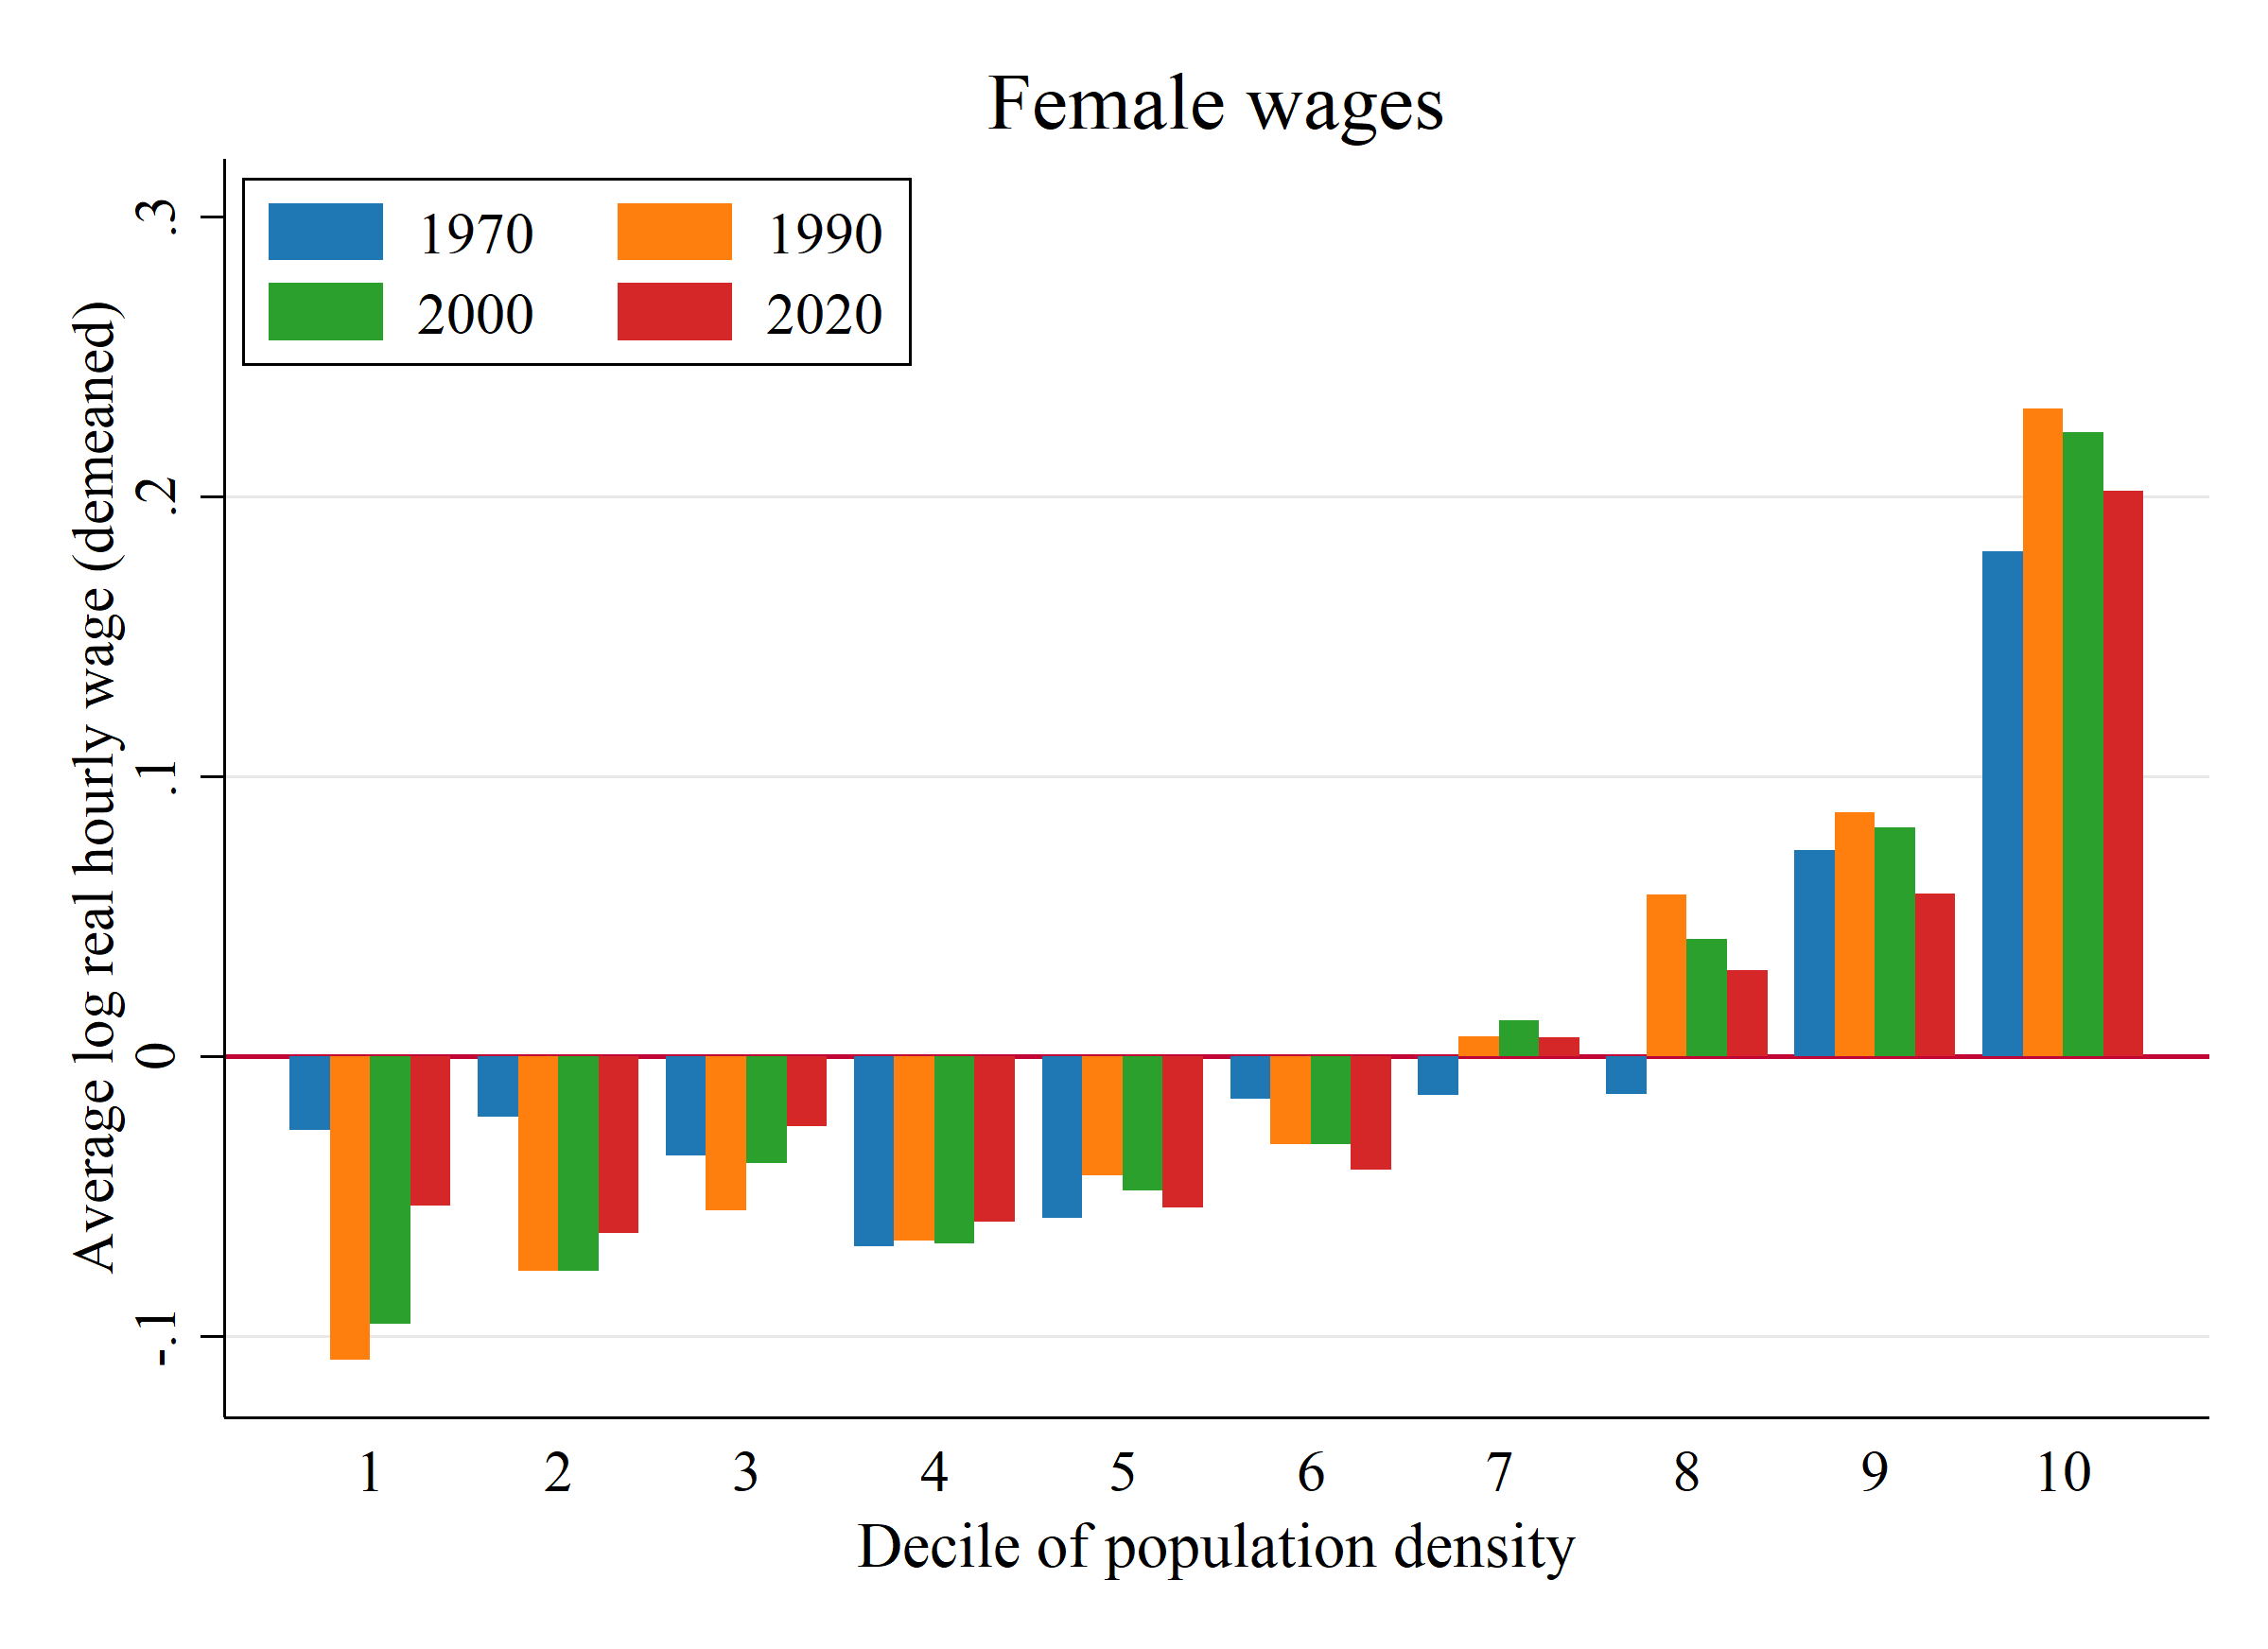 Female wages
1970 1990
2000 2020
Average log real hourly wage (demeaned)
.3
.2
.1
0
-.1
1 2 3 4 5 6 7 8 9 10
Decile of population density